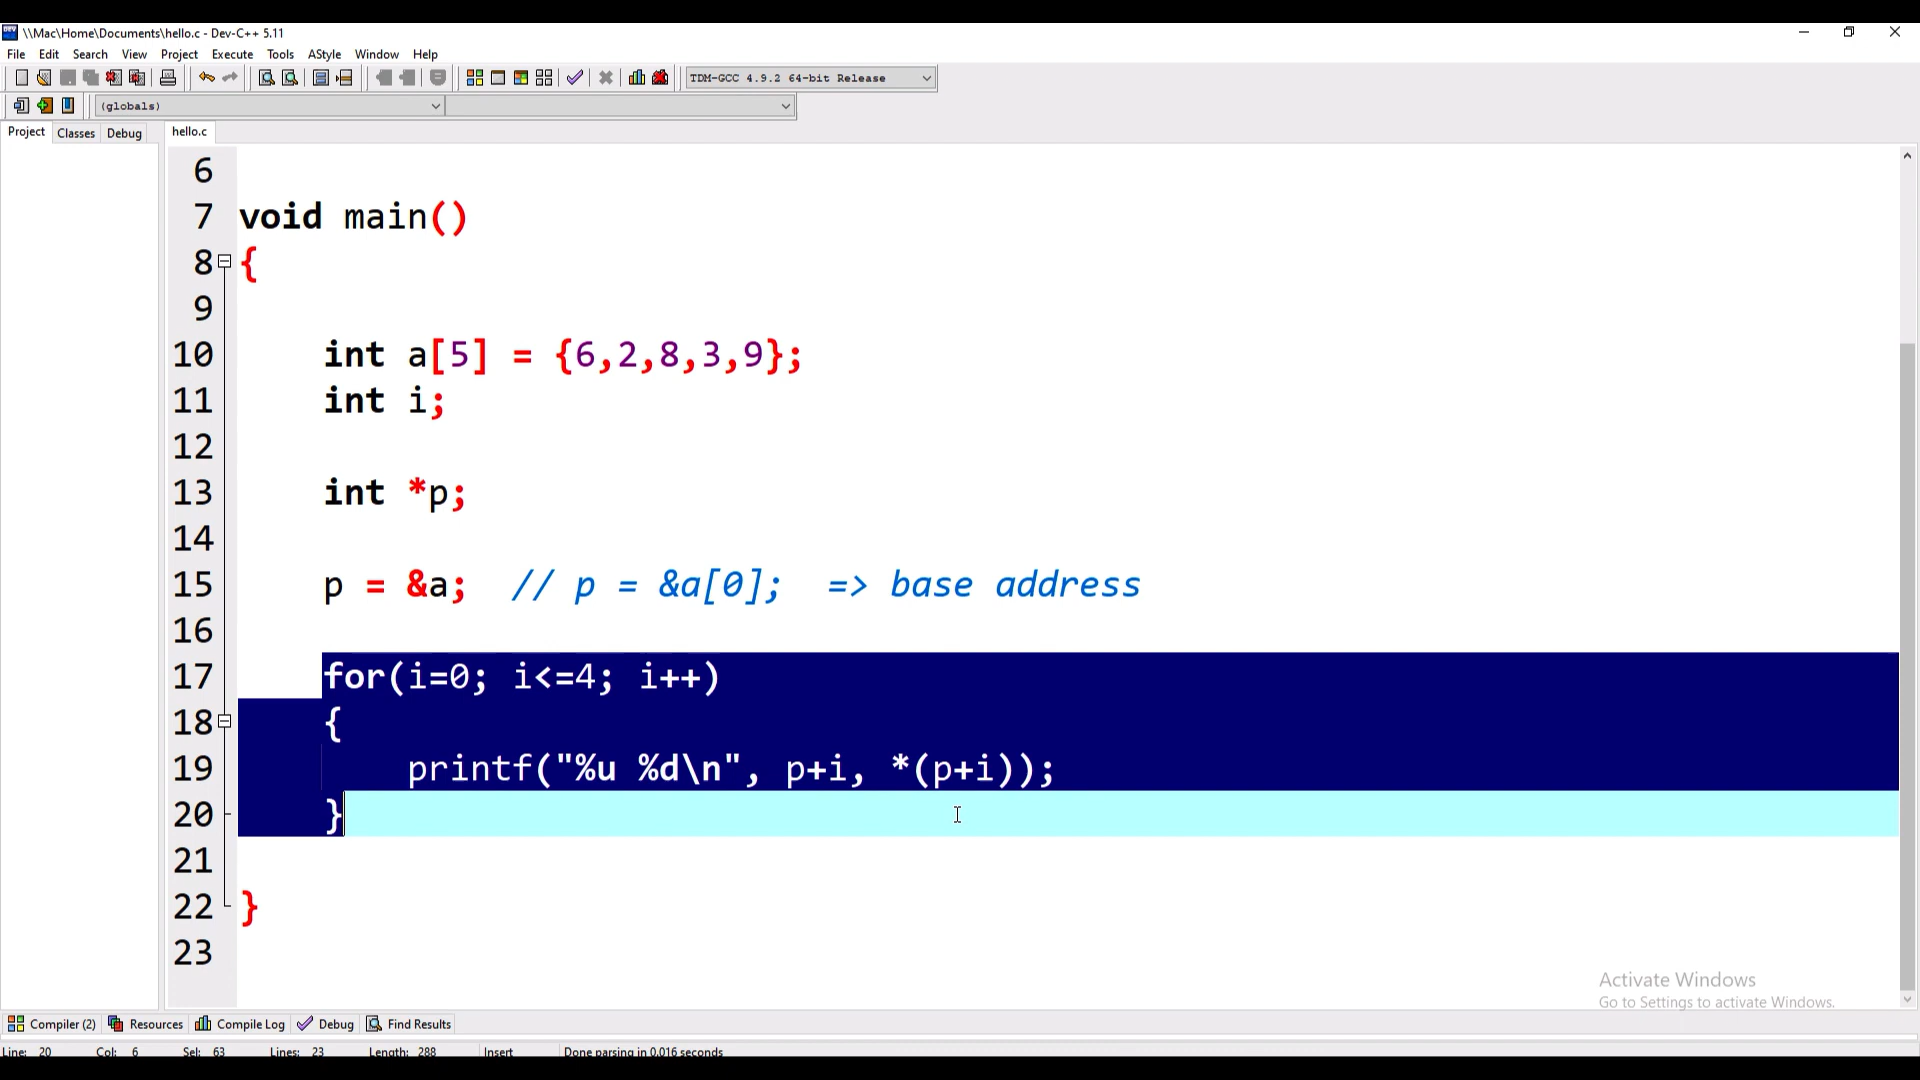 \\Mac\Home\Documents\hello.c - Dev-C++ 5.11
File Edit Search View Project Execute Tools AStyle Window Help
TDM-GCC 4.9.2 64-bit Release
(globals)
Project Classes Debug hello.c
6
7 void main()
8 {
9
10 int a[5] = {6,2,8,3,9};
11 int i;
12
13 int *p;
14
15 p = &a; // p = &a[0]; => base address
16
17 for(i=0; i<=4; i++)
18 {
19 printf("%u %d\n", p+i, *(p+i));
20 }
21
22 }
23
Activate Windows
Go to Settings to activate Windows.
Compiler (2) Resources Compile Log Debug Find Results
Line: 20 Col: 6 Sel: 63 Lines: 23 Length: 288 Insert Done parsing in 0.016 seconds